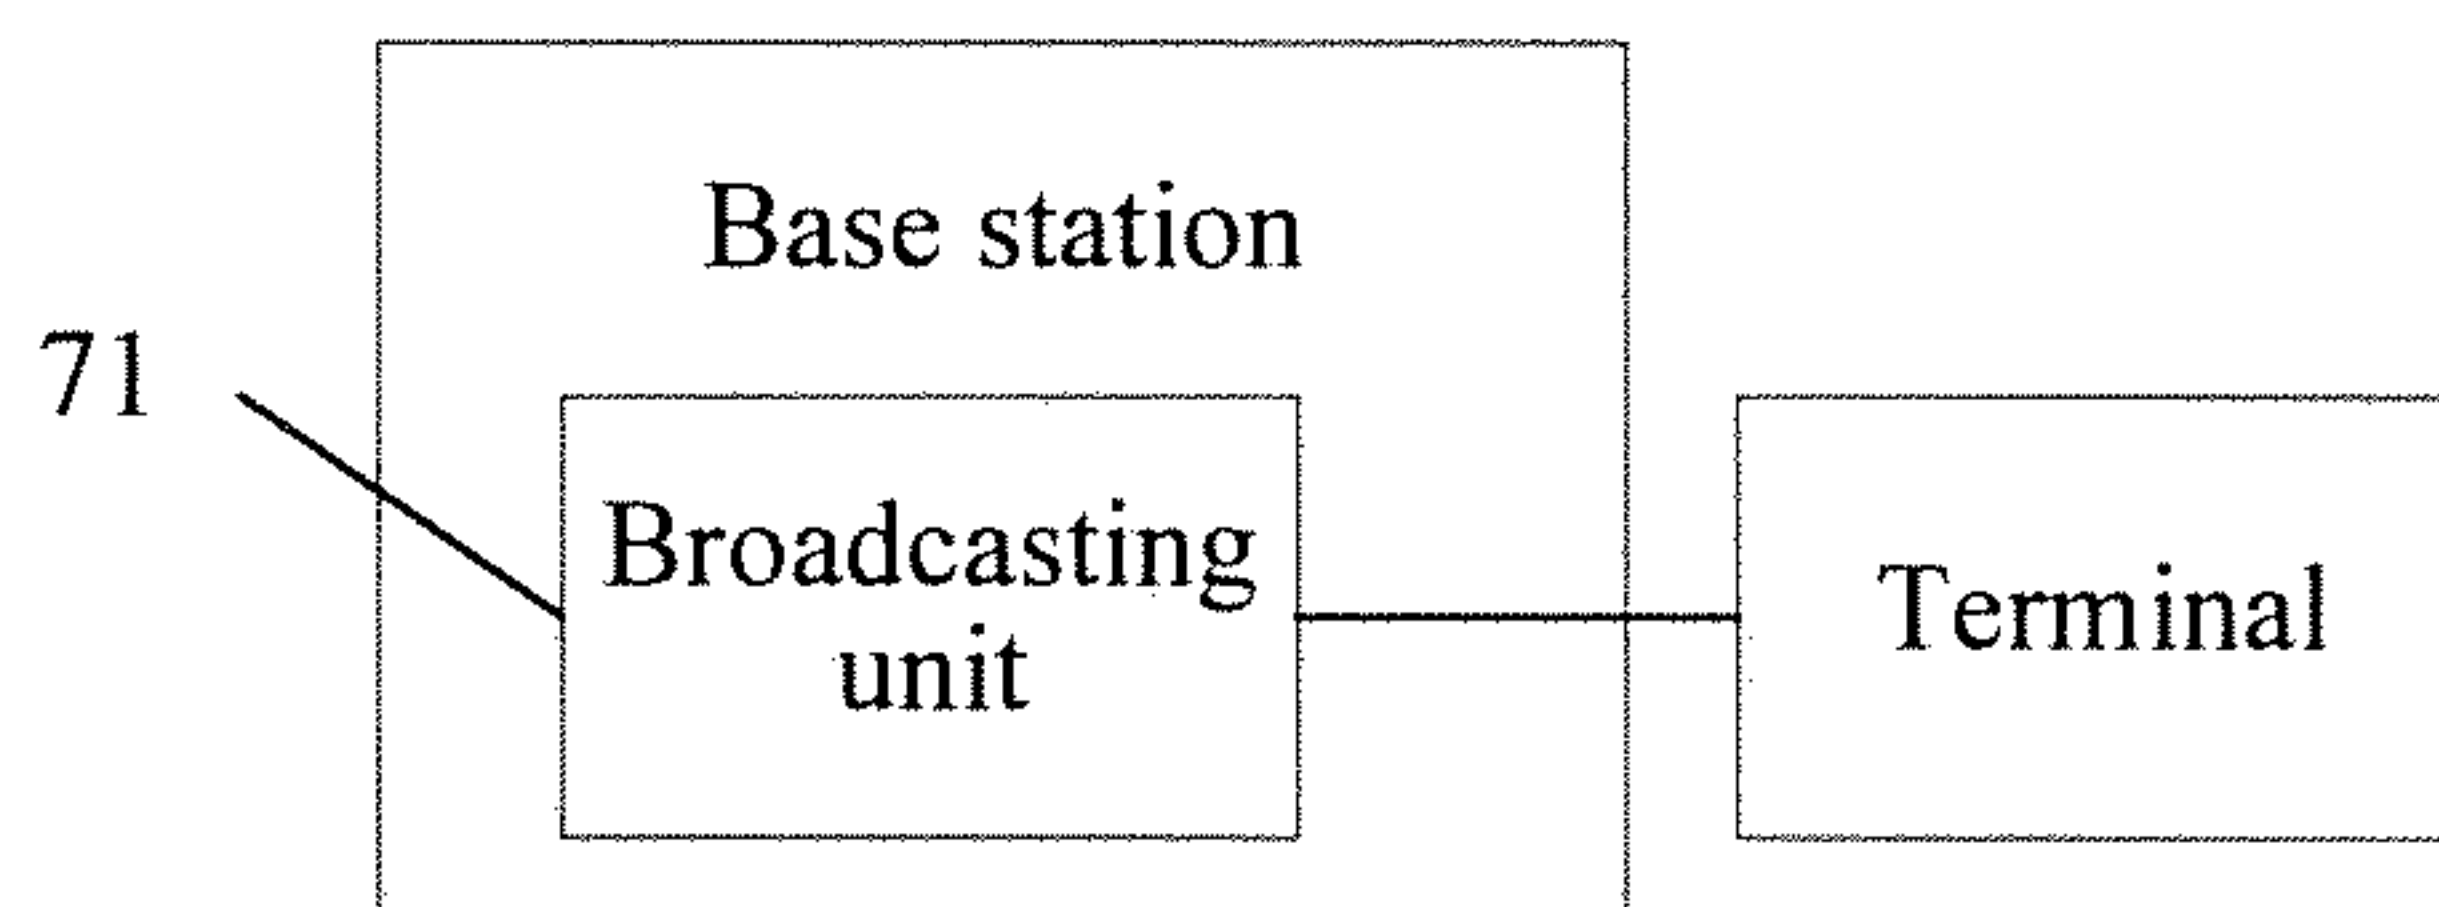 Base station
71
Broadcasting
unit
Terminal